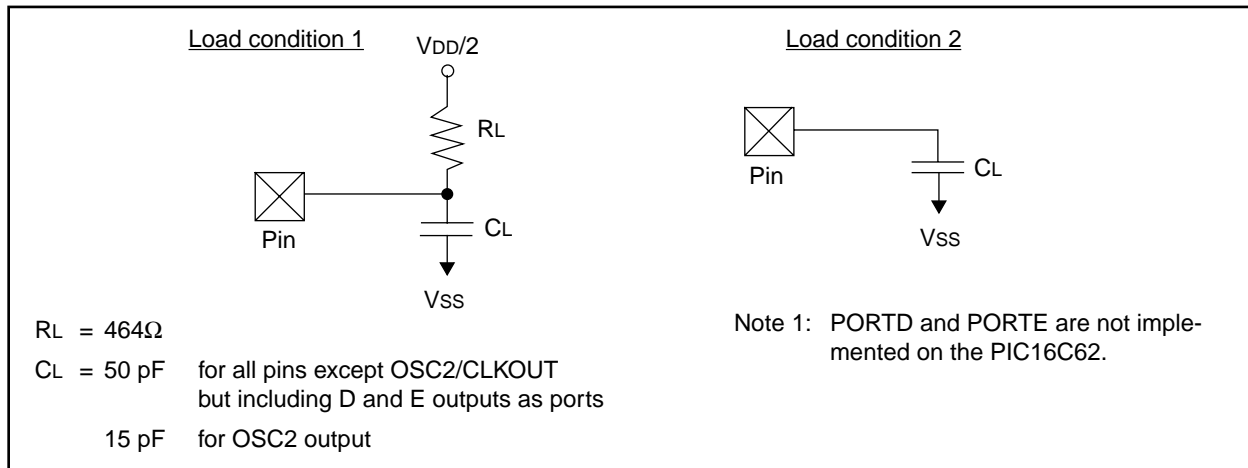 Load condition 1
VDD/2
RL
Pin
CL
VSS
RL = 464Ω
CL = 50 pF for all pins except OSC2/CLKOUT
but including D and E outputs as ports
15 pF for OSC2 output
Load condition 2
Pin
CL
VSS
Note 1: PORTD and PORTE are not imple-
mented on the PIC16C62.